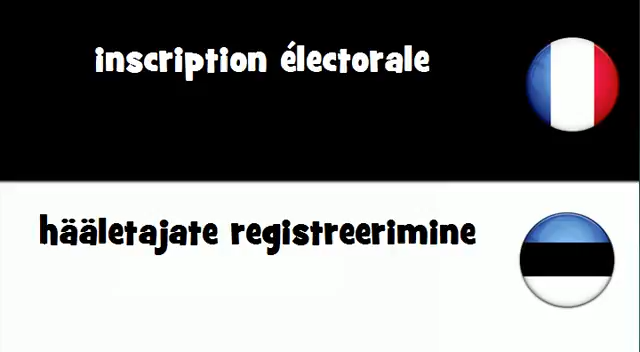 inscription électorale
hääletajate registreerimine